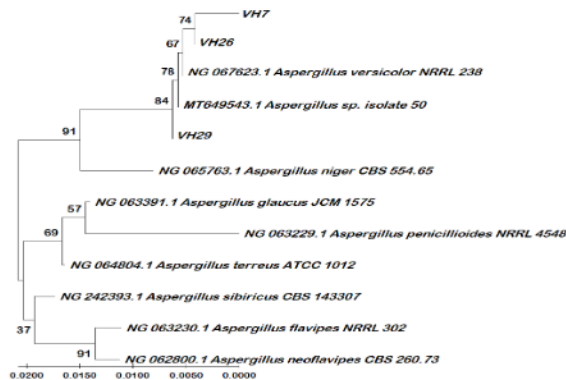 VH7
74
VH26
67
NG 067623.1 Aspergillus versicolor NRRL 238
78
MT649543.1 Aspergillus sp. isolate 50
84
VH29
91
NG 065763.1 Aspergillus niger CBS 554.65
NG 063391.1 Aspergillus glaucus JCM 1575
57
NG 063229.1 Aspergillus penicillioides NRRL 4548
69
NG 064804.1 Aspergillus terreus ATCC 1012
NG 242393.1 Aspergillus sibiricus CBS 143307
37
NG 063230.1 Aspergillus flavipes NRRL 302
91
NG 062800.1 Aspergillus neoflavipes CBS 260.73
0.0200 0.0150 0.0100 0.0050 0.0000